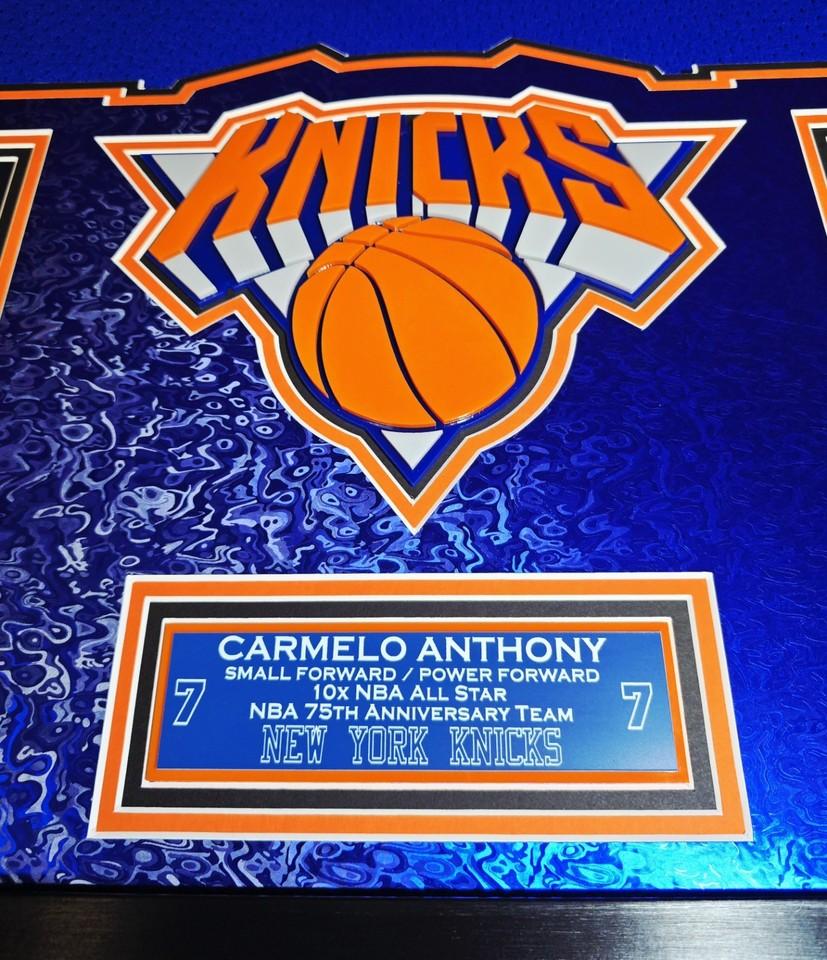 KNICKS
CARMELO ANTHONY
SMALL FORWARD / POWER FORWARD
7 10X NBA ALL STAR 7
NBA 75TH ANNIVERSARY TEAM
NEW YORK KNICKS